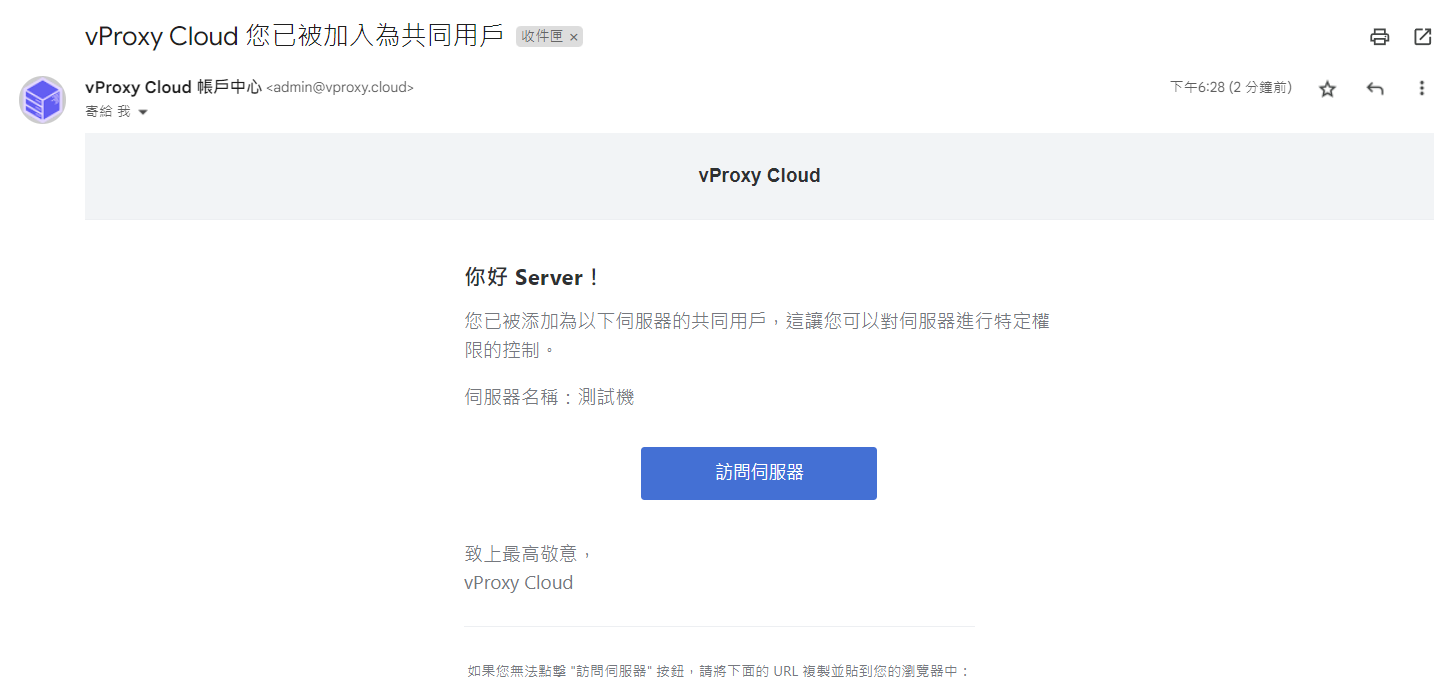 vProxy Cloud 您已被加入為共同用戶 收件匣 ×
vProxy Cloud 帳戶中心 <admin@vproxy.cloud> 下午6:28 (2 分鐘前)
寄給 我
vProxy Cloud
你好 Server！
您已被添加為以下伺服器的共同用戶，這讓您可以對伺服器進行特定權
限的控制。
伺服器名稱：測試機
訪問伺服器
致上最高敬意，
vProxy Cloud
如果您無法點擊 "訪問伺服器" 按鈕，請將下面的 URL 複製並貼到您的瀏覽器中：